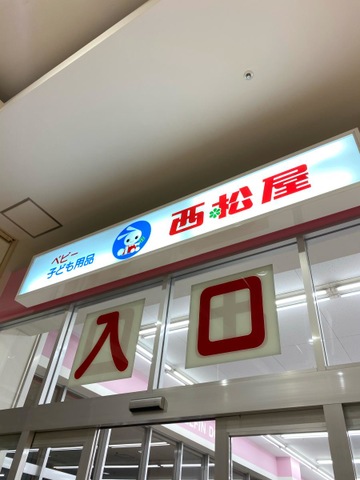 ベビー
子ども用品
西松屋
入口